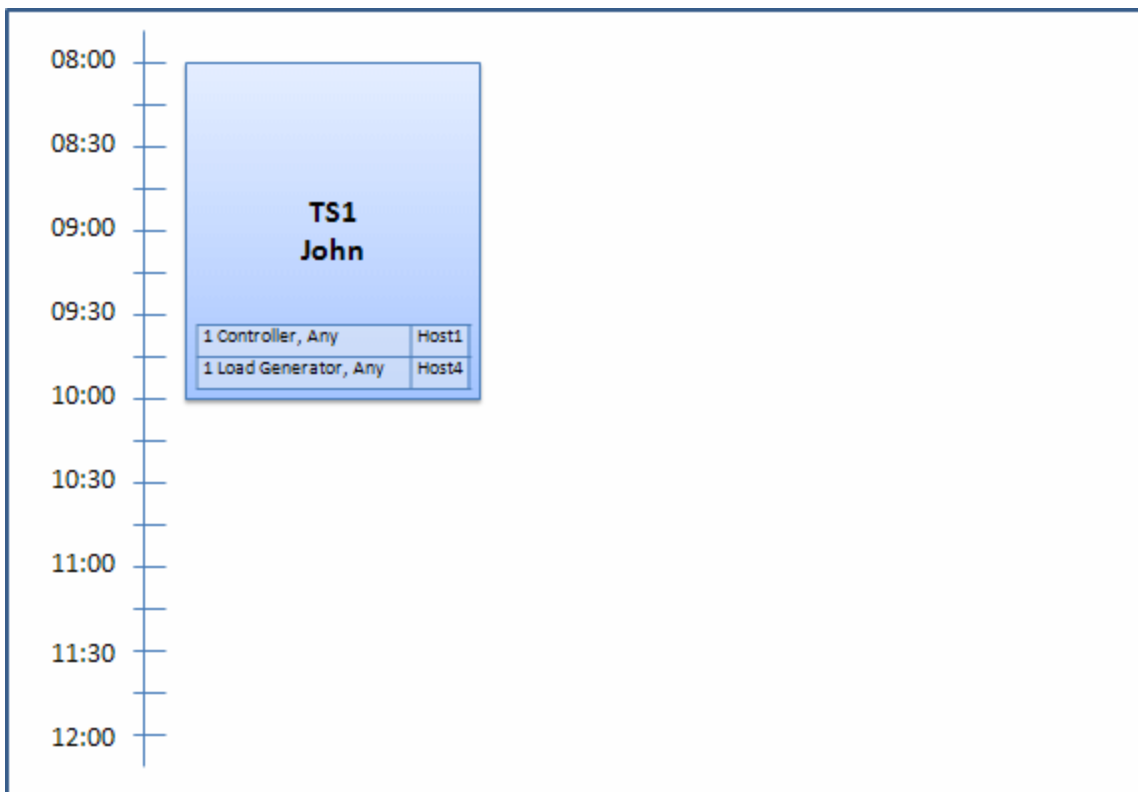 08:00
08:30
09:00
09:30
10:00
10:30
11:00
11:30
12:00
TS1
John
1 Controller, Any Host1
1 Load Generator, Any Host4